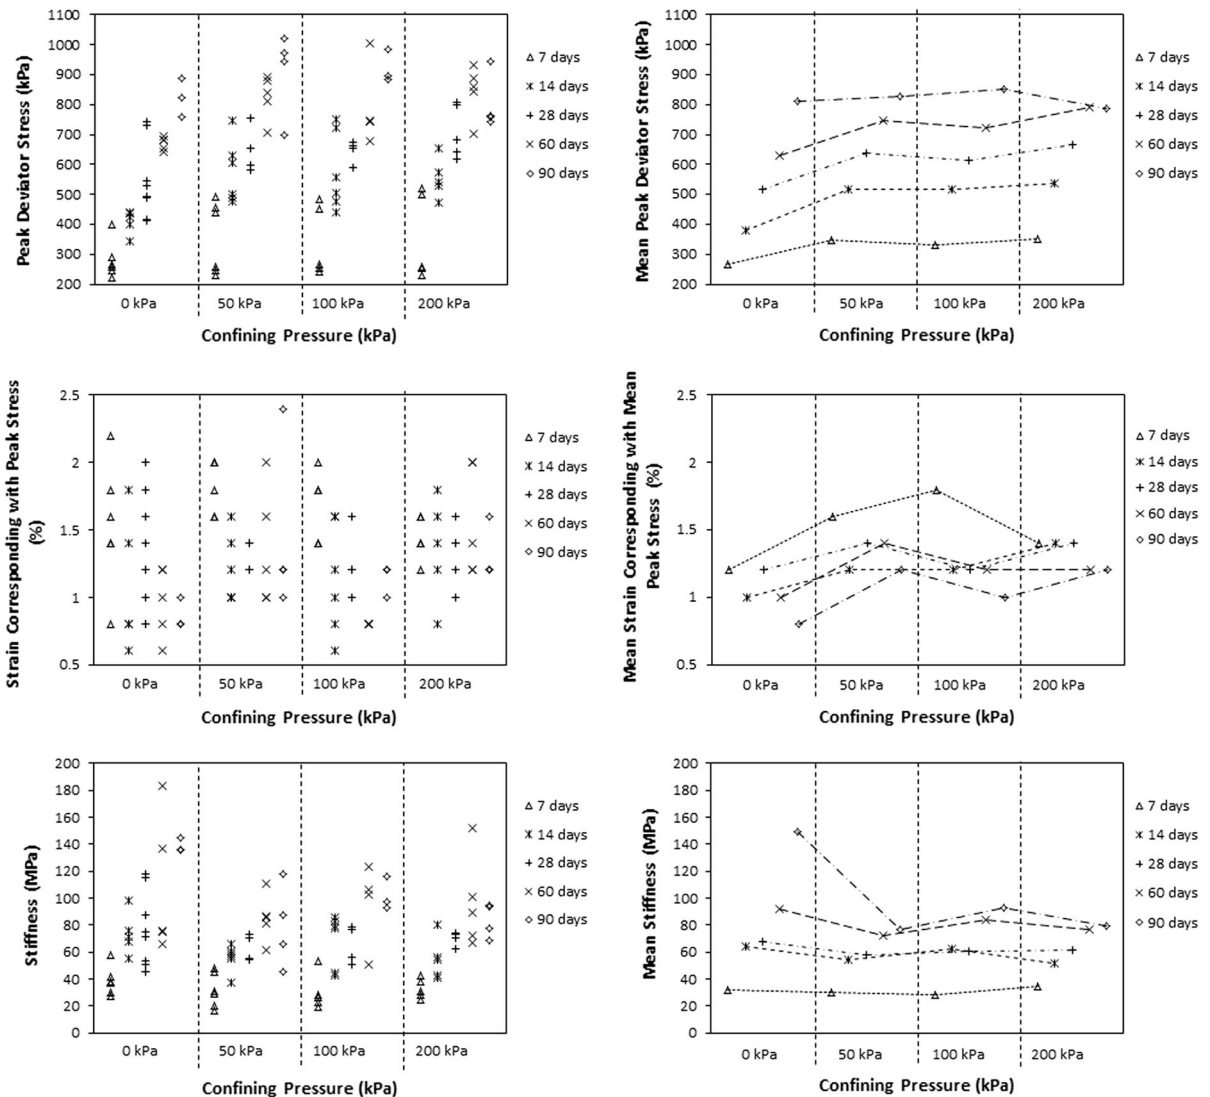 Peak Deviator Stress (kPa)
1100
1000
900
800
700
600
500
400
300
200
0 kPa
50 kPa
100 kPa
200 kPa
Confining Pressure (kPa)
7 days
14 days
28 days
60 days
90 days
Mean Peak Deviator Stress (kPa)
1100
1000
900
800
700
600
500
400
300
200
0 kPa
50 kPa
100 kPa
200 kPa
Confining Pressure (kPa)
7 days
14 days
28 days
60 days
90 days
Strain Corresponding with Peak Stress
(%)
2.5
2
1.5
1
0.5
0 kPa
50 kPa
100 kPa
200 kPa
Confining Pressure (kPa)
7 days
14 days
28 days
60 days
90 days
Mean Strain Corresponding with Mean
Peak Stress (%)
2.5
2
1.5
1
0.5
0 kPa
50 kPa
100 kPa
200 kPa
Confining Pressure (kPa)
7 days
14 days
28 days
60 days
90 days
Stiffness (MPa)
200
180
160
140
120
100
80
60
40
20
0
0 kPa
50 kPa
100 kPa
200 kPa
Confining Pressure (kPa)
7 days
14 days
28 days
60 days
90 days
Mean Stiffness (MPa)
200
180
160
140
120
100
80
60
40
20
0
0 kPa
50 kPa
100 kPa
200 kPa
Confining Pressure (kPa)
7 days
14 days
28 days
60 days
90 days